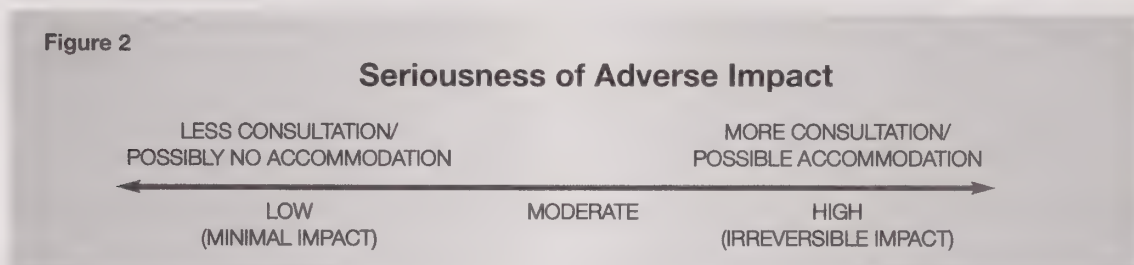 Figure 2
Seriousness of Adverse Impact
LESS CONSULTATION/
POSSIBLY NO ACCOMMODATION
MORE CONSULTATION/
POSSIBLE ACCOMMODATION
LOW
(MINIMAL IMPACT)
MODERATE
HIGH
(IRREVERSIBLE IMPACT)